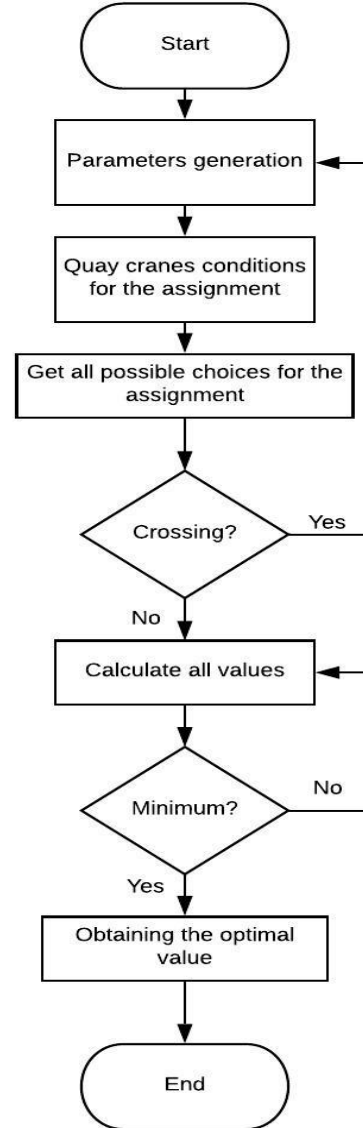 Start
Parameters generation
Quay cranes conditions
for the assignment
Get all possible choices for the
assignment
Crossing?
Yes
No
Calculate all values
Minimum?
No
Yes
Obtaining the optimal
value
End